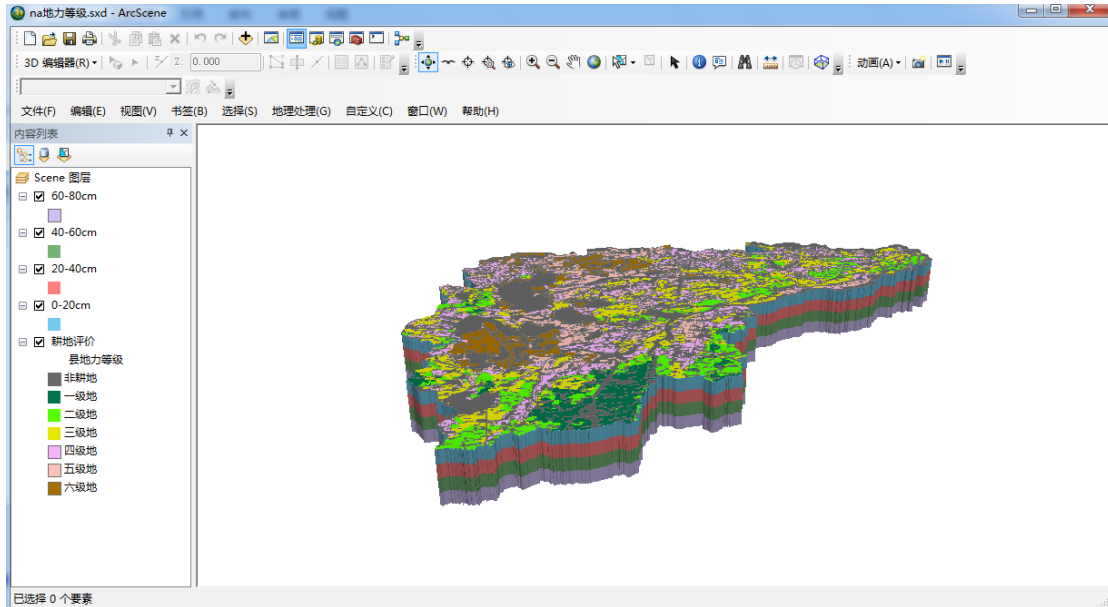 na地力等级.sxd - ArcScene
3D 编辑器(R)
Z: 0.000
动画(A)
文件(F) 编辑(E) 视图(V) 书签(B) 选择(S) 地理处理(G) 自定义(C) 窗口(W) 帮助(H)
内容列表
Scene 图层
60-80cm
40-60cm
20-40cm
0-20cm
耕地评价
县地力等级
非耕地
一级地
二级地
三级地
四级地
五级地
六级地
已选择 0 个要素